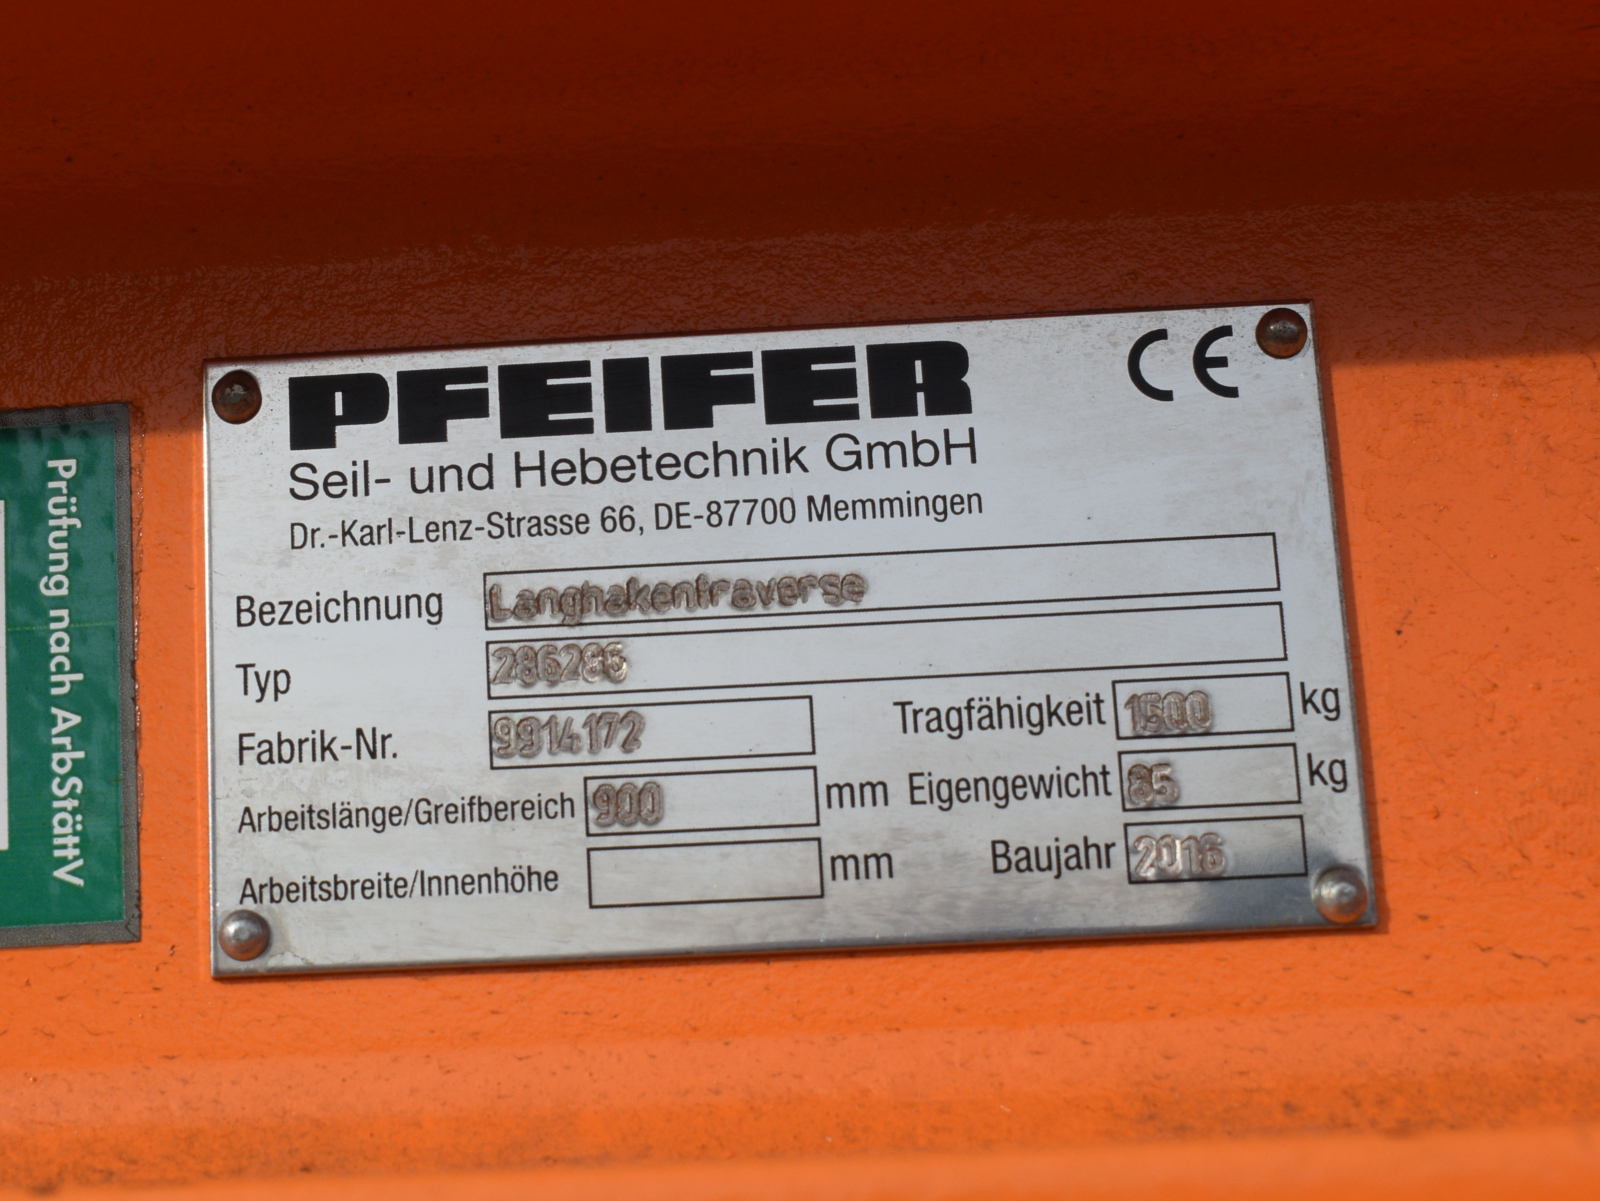 PFEIFER
CE
Seil- und Hebetechnik GmbH
Dr.-Karl-Lenz-Strasse 66, DE-87700 Memmingen
Bezeichnung Langhakentraverse
Typ 286286
Fabrik-Nr. 9914172 Tragfähigkeit 1500 kg
Arbeitslänge/Greifbereich 900 mm Eigengewicht 85 kg
Arbeitsbreite/Innenhöhe mm Baujahr 2016
Prüfung nach ArbStättV